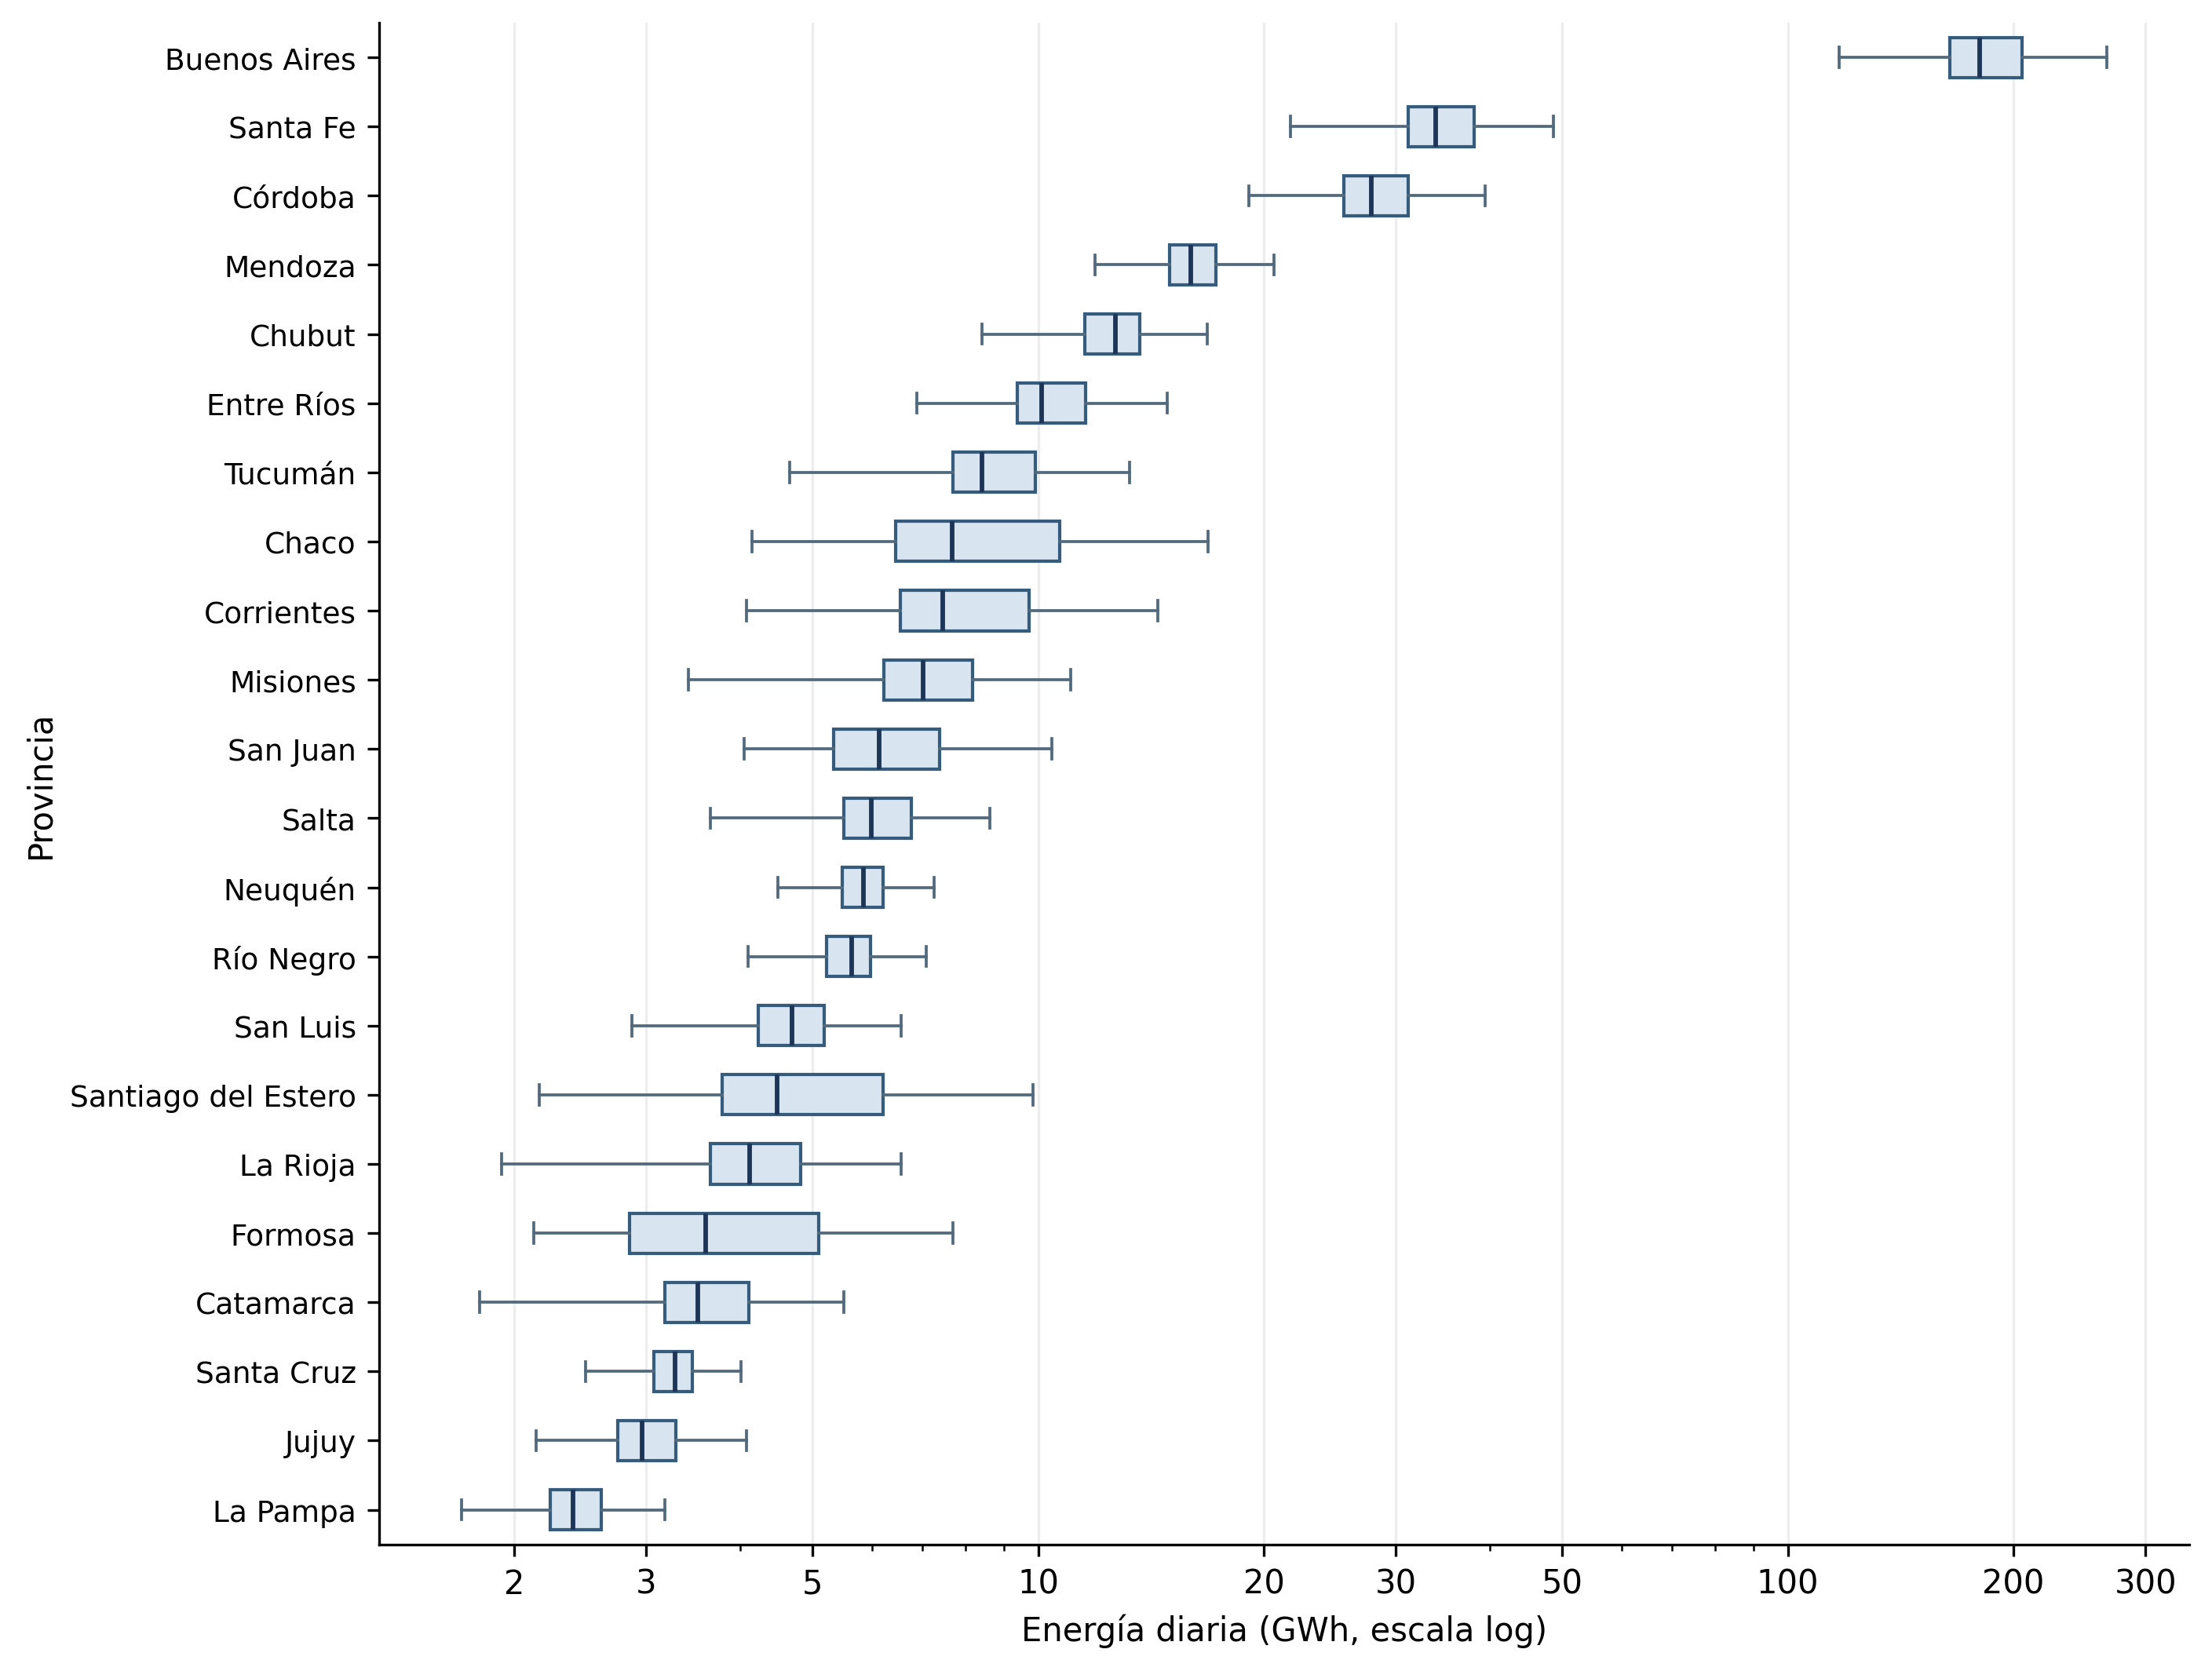 Buenos Aires
Santa Fe
Córdoba
Mendoza
Chubut
Entre Ríos
Tucumán
Chaco
Corrientes
Misiones
San Juan
Salta
Neuquén
Río Negro
San Luis
Santiago del Estero
La Rioja
Formosa
Catamarca
Santa Cruz
Jujuy
La Pampa
Provincia
2 3 5 10 20 30 50 100 200 300
Energía diaria (GWh, escala log)